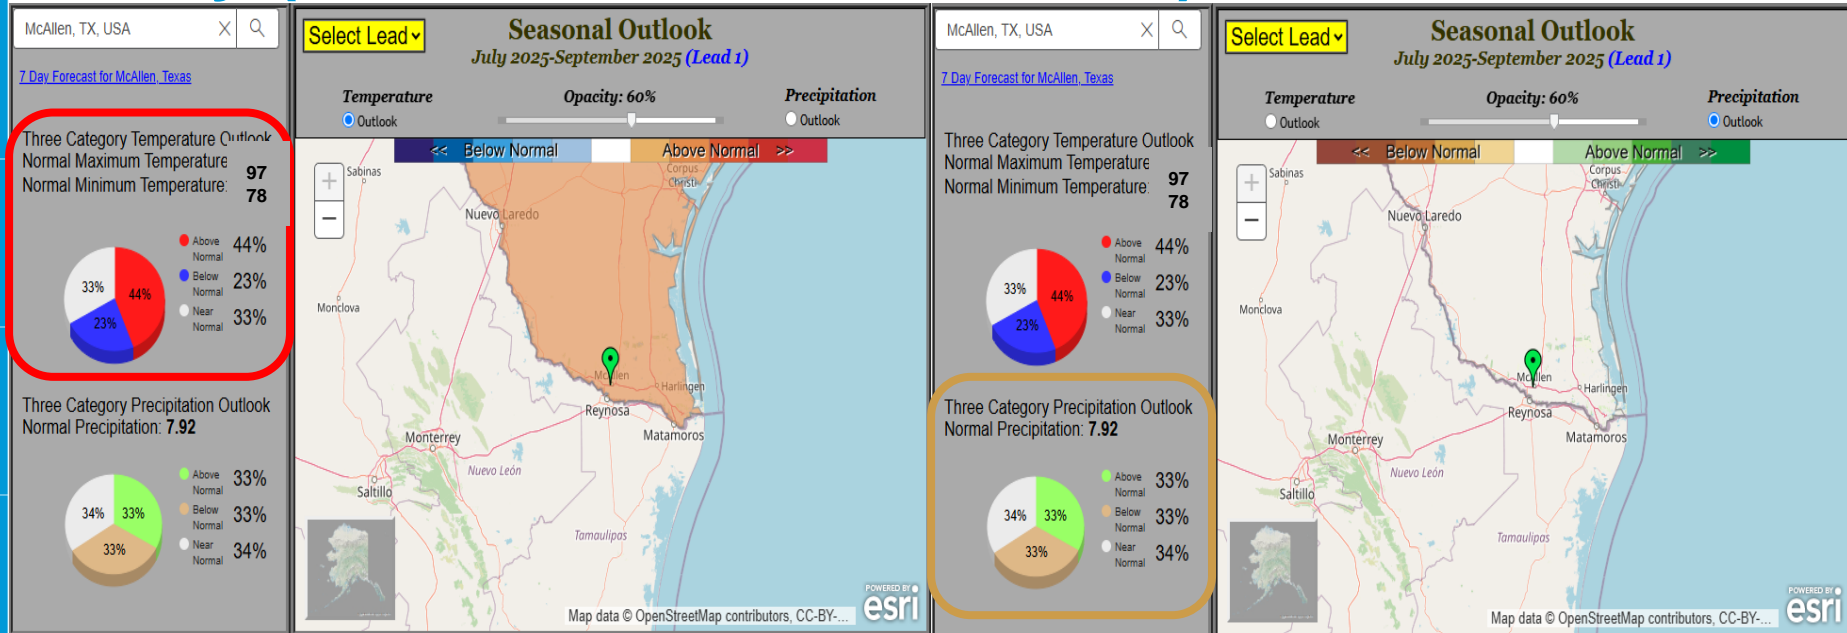 McAllen, TX, USA X
7 Day Forecast for McAllen, Texas
Three Category Temperature Outlook
Normal Maximum Temperature
97
Normal Minimum Temperature:
78
Above Normal 44%
Below Normal 23%
Near Normal 33%
33%
44%
23%
Three Category Precipitation Outlook
Normal Precipitation: 7.92
Above Normal 33%
Below Normal 33%
Near Normal 34%
34%
33%
33%
Select Lead
Seasonal Outlook
July 2025-September 2025 (Lead 1)
Temperature
Opacity: 60%
Precipitation
Outlook
Outlook
<< Below Normal
Above Normal >>
+
−
Sabinas
Corpus
Christi
Nuevo Laredo
Monclova
McAllen
Harlingen
Reynosa
Matamoros
Monterrey
Nuevo León
Saltillo
Tamaulipas
POWERED BY
esri
Map data © OpenStreetMap contributors, CC-BY-...
McAllen, TX, USA X
7 Day Forecast for McAllen, Texas
Three Category Temperature Outlook
Normal Maximum Temperature
97
Normal Minimum Temperature:
78
Above Normal 44%
Below Normal 23%
Near Normal 33%
33%
44%
23%
Three Category Precipitation Outlook
Normal Precipitation: 7.92
Above Normal 33%
Below Normal 33%
Near Normal 34%
34%
33%
33%
Select Lead
Seasonal Outlook
July 2025-September 2025 (Lead 1)
Temperature
Opacity: 60%
Precipitation
Outlook
Outlook
<< Below Normal
Above Normal >>
+
−
Sabinas
Corpus
Christi
Nuevo Laredo
Monclova
McAllen
Harlingen
Reynosa
Matamoros
Monterrey
Nuevo León
Saltillo
Tamaulipas
POWERED BY
esri
Map data © OpenStreetMap contributors, CC-BY-...